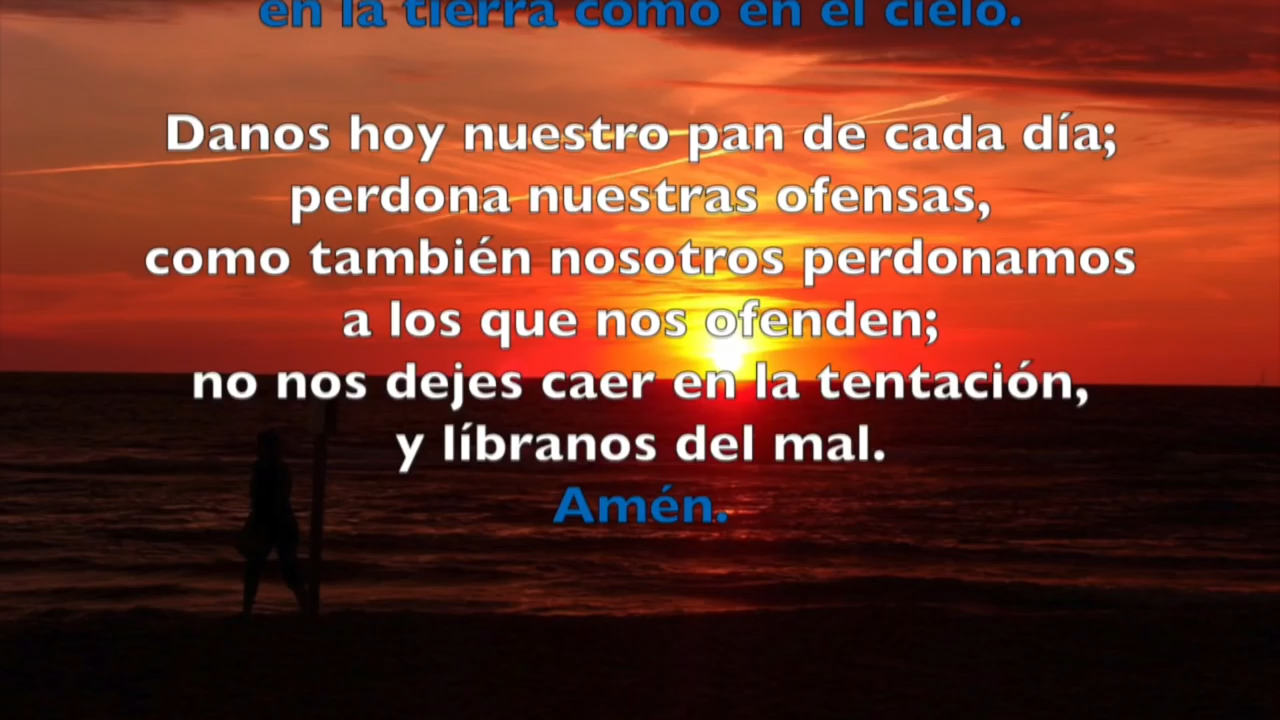 en la tierra como en el cielo.
Danos hoy nuestro pan de cada día;
perdona nuestras ofensas,
como también nosotros perdonamos
a los que nos ofenden;
no nos dejes caer en la tentación,
y líbranos del mal.
Amén.